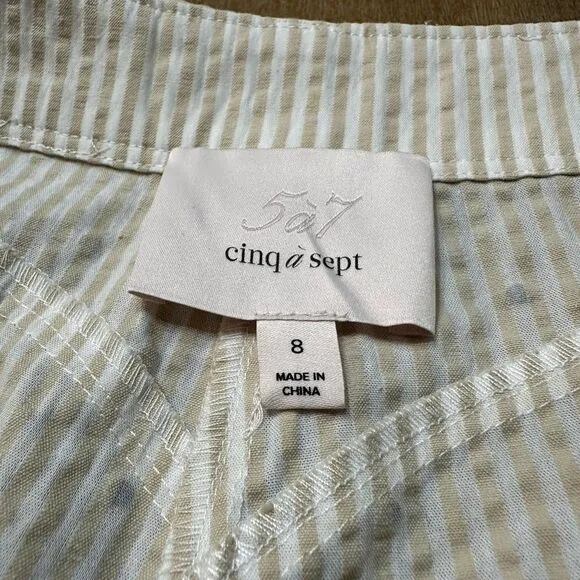 5à7
cinq à sept
8
MADE IN
CHINA